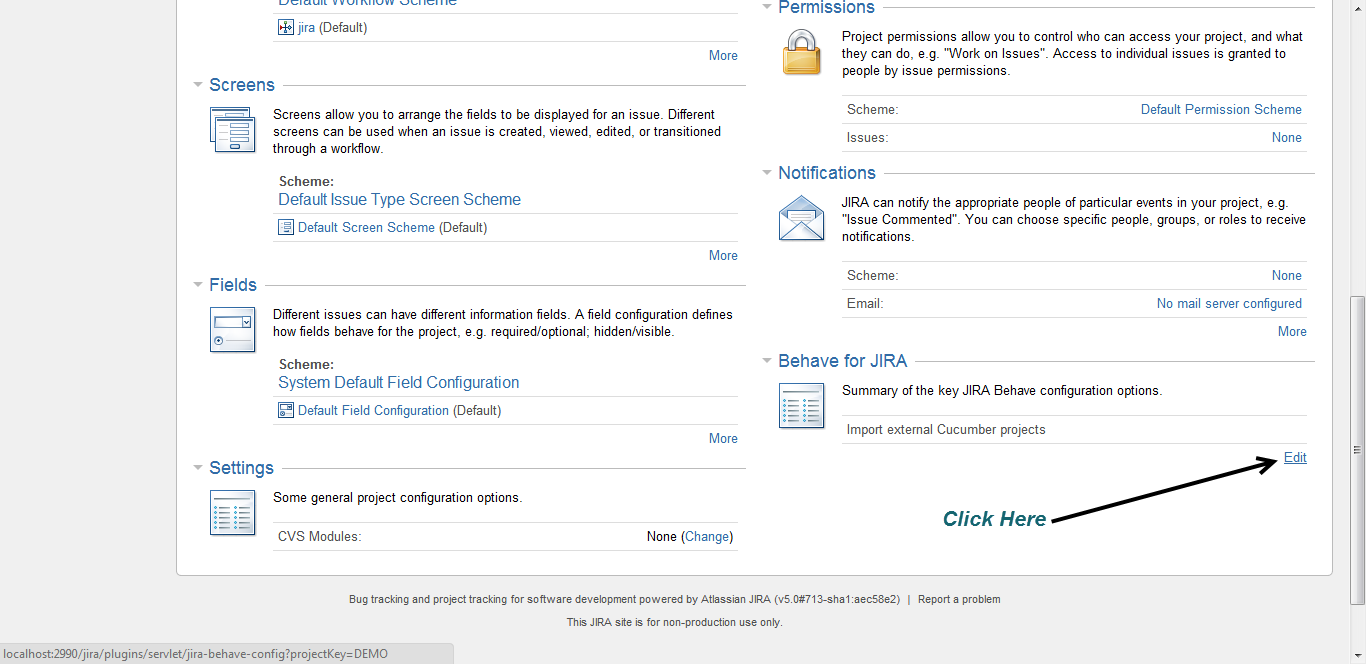 Default Workflow Scheme
jira (Default)
More
Screens
Screens allow you to arrange the fields to be displayed for an issue. Different
screens can be used when an issue is created, viewed, edited, or transitioned
through a workflow.
Scheme:
Default Issue Type Screen Scheme
Default Screen Scheme (Default)
More
Fields
Different issues can have different information fields. A field configuration defines
how fields behave for the project, e.g. required/optional; hidden/visible.
Scheme:
System Default Field Configuration
Default Field Configuration (Default)
More
Settings
Some general project configuration options.
CVS Modules: None (Change)
Permissions
Project permissions allow you to control who can access your project, and what
they can do, e.g. "Work on Issues". Access to individual issues is granted to
people by issue permissions.
Scheme: Default Permission Scheme
Issues: None
Notifications
JIRA can notify the appropriate people of particular events in your project, e.g.
"Issue Commented". You can choose specific people, groups, or roles to receive
notifications.
Scheme: None
Email: No mail server configured
More
Behave for JIRA
Summary of the key JIRA Behave configuration options.
Import external Cucumber projects
Edit
Click Here
Bug tracking and project tracking for software development powered by Atlassian JIRA (v5.0#713-sha1:aec58e2) | Report a problem
This JIRA site is for non-production use only.
localhost:2990/jira/plugins/servlet/jira-behave-config?projectKey=DEMO